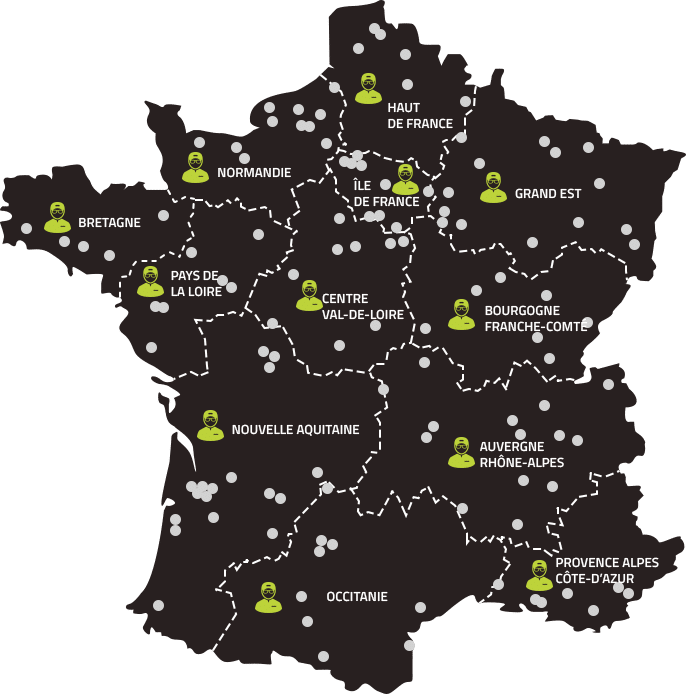 HAUT
DE FRANCE
NORMANDIE
ÎLE
DE FRANCE
GRAND EST
BRETAGNE
PAYS DE
LA LOIRE
CENTRE
VAL-DE-LOIRE
BOURGOGNE
FRANCHE-COMTE
NOUVELLE AQUITAINE
AUVERGNE
RHÔNE-ALPES
PROVENCE ALPES
CÔTE-D'AZUR
OCCITANIE